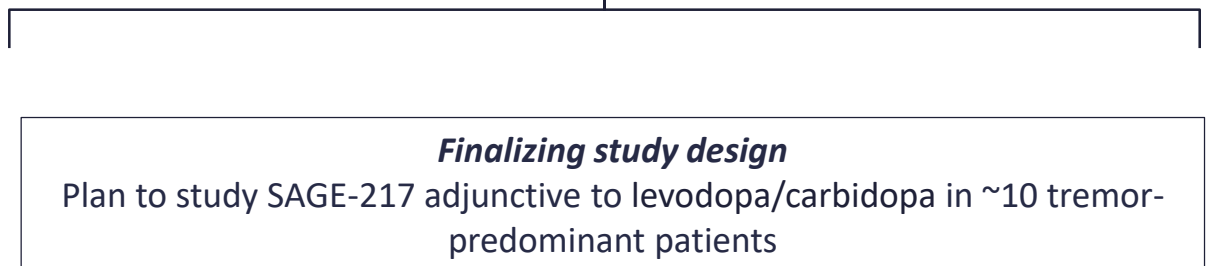 Finalizing study design
Plan to study SAGE-217 adjunctive to levodopa/carbidopa in ~10 tremor-
predominant patients